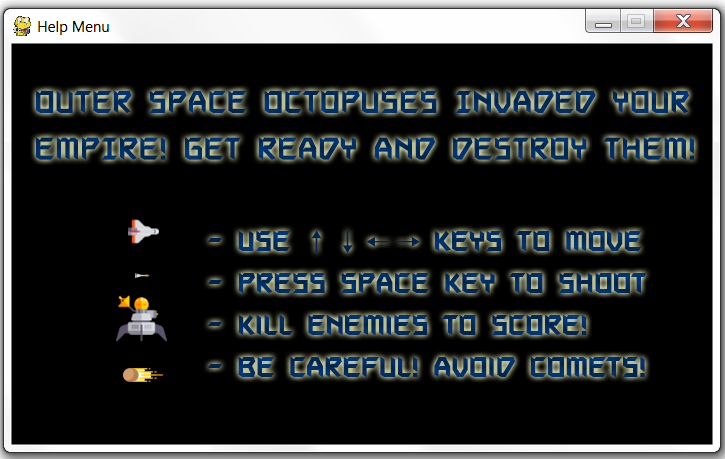 Help Menu
OUTER SPACE OCTOPUSES INVADED YOUR
EMPIRE! GET READY AND DESTROY THEM!
- USE ↑ ↓ ← → KEYS TO MOVE
- PRESS SPACE KEY TO SHOOT
- KILL ENEMIES TO SCORE!
- BE CAREFUL! AVOID COMETS!